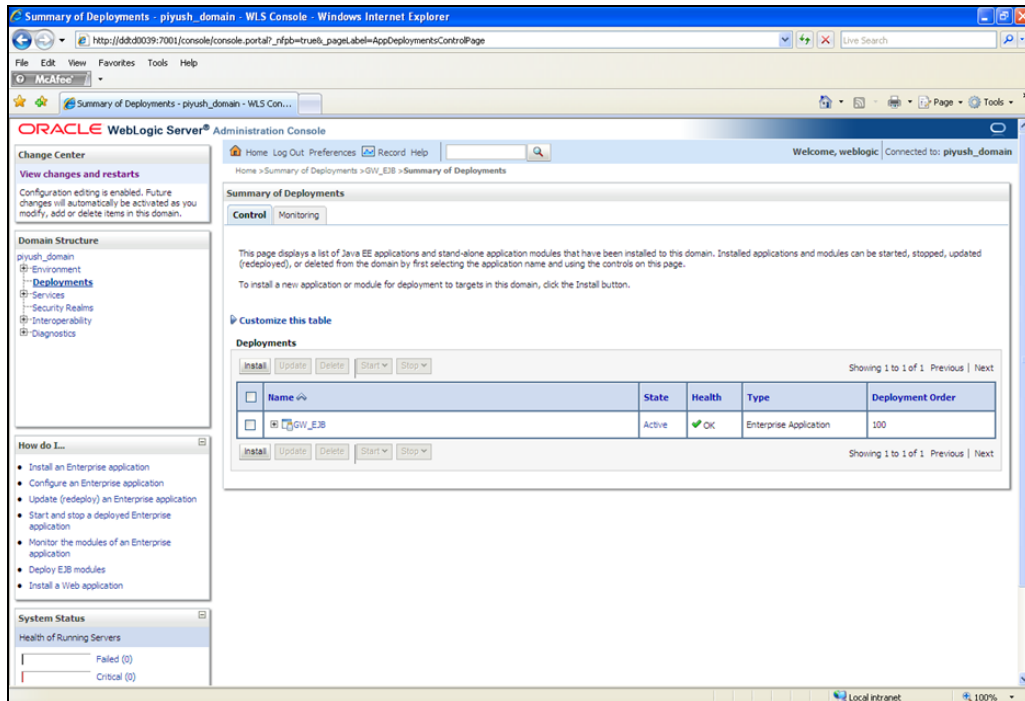 Summary of Deployments - piyush_domain - WLS Console - Windows Internet Explorer
http://ddtd0039:7001/console/console.portal?_nfpb=true&_pageLabel=AppDeploymentsControlPage
Live Search
File Edit View Favorites Tools Help
McAfee
Summary of Deployments - piyush_domain - WLS Con...
Page Tools
ORACLE WebLogic Server® Administration Console
Change Center
View changes and restarts
Configuration editing is enabled. Future
changes will automatically be activated as you
modify, add or delete items in this domain.
Domain Structure
piyush_domain
Environment
Deployments
Services
Security Realms
Interoperability
Diagnostics
How do I...
Install an Enterprise application
Configure an Enterprise application
Update (redeploy) an Enterprise application
Start and stop a deployed Enterprise
application
Monitor the modules of an Enterprise
application
Deploy EJB modules
Install a Web application
System Status
Health of Running Servers
Failed (0)
Critical (0)
Home Log Out Preferences Record Help
Welcome, weblogic Connected to: piyush_domain
Home >Summary of Deployments >GW_EJB >Summary of Deployments
Summary of Deployments
Control Monitoring
This page displays a list of Java EE applications and stand-alone application modules that have been installed to this domain. Installed applications and modules can be started, stopped, updated
(redeployed), or deleted from the domain by first selecting the application name and using the controls on this page.
To install a new application or module for deployment to targets in this domain, click the Install button.
Customize this table
Deployments
Install Update Delete Start Stop
Showing 1 to 1 of 1 Previous | Next
Name State Health Type Deployment Order
GW_EJB Active OK Enterprise Application 100
Install Update Delete Start Stop
Showing 1 to 1 of 1 Previous | Next
Local intranet 100%